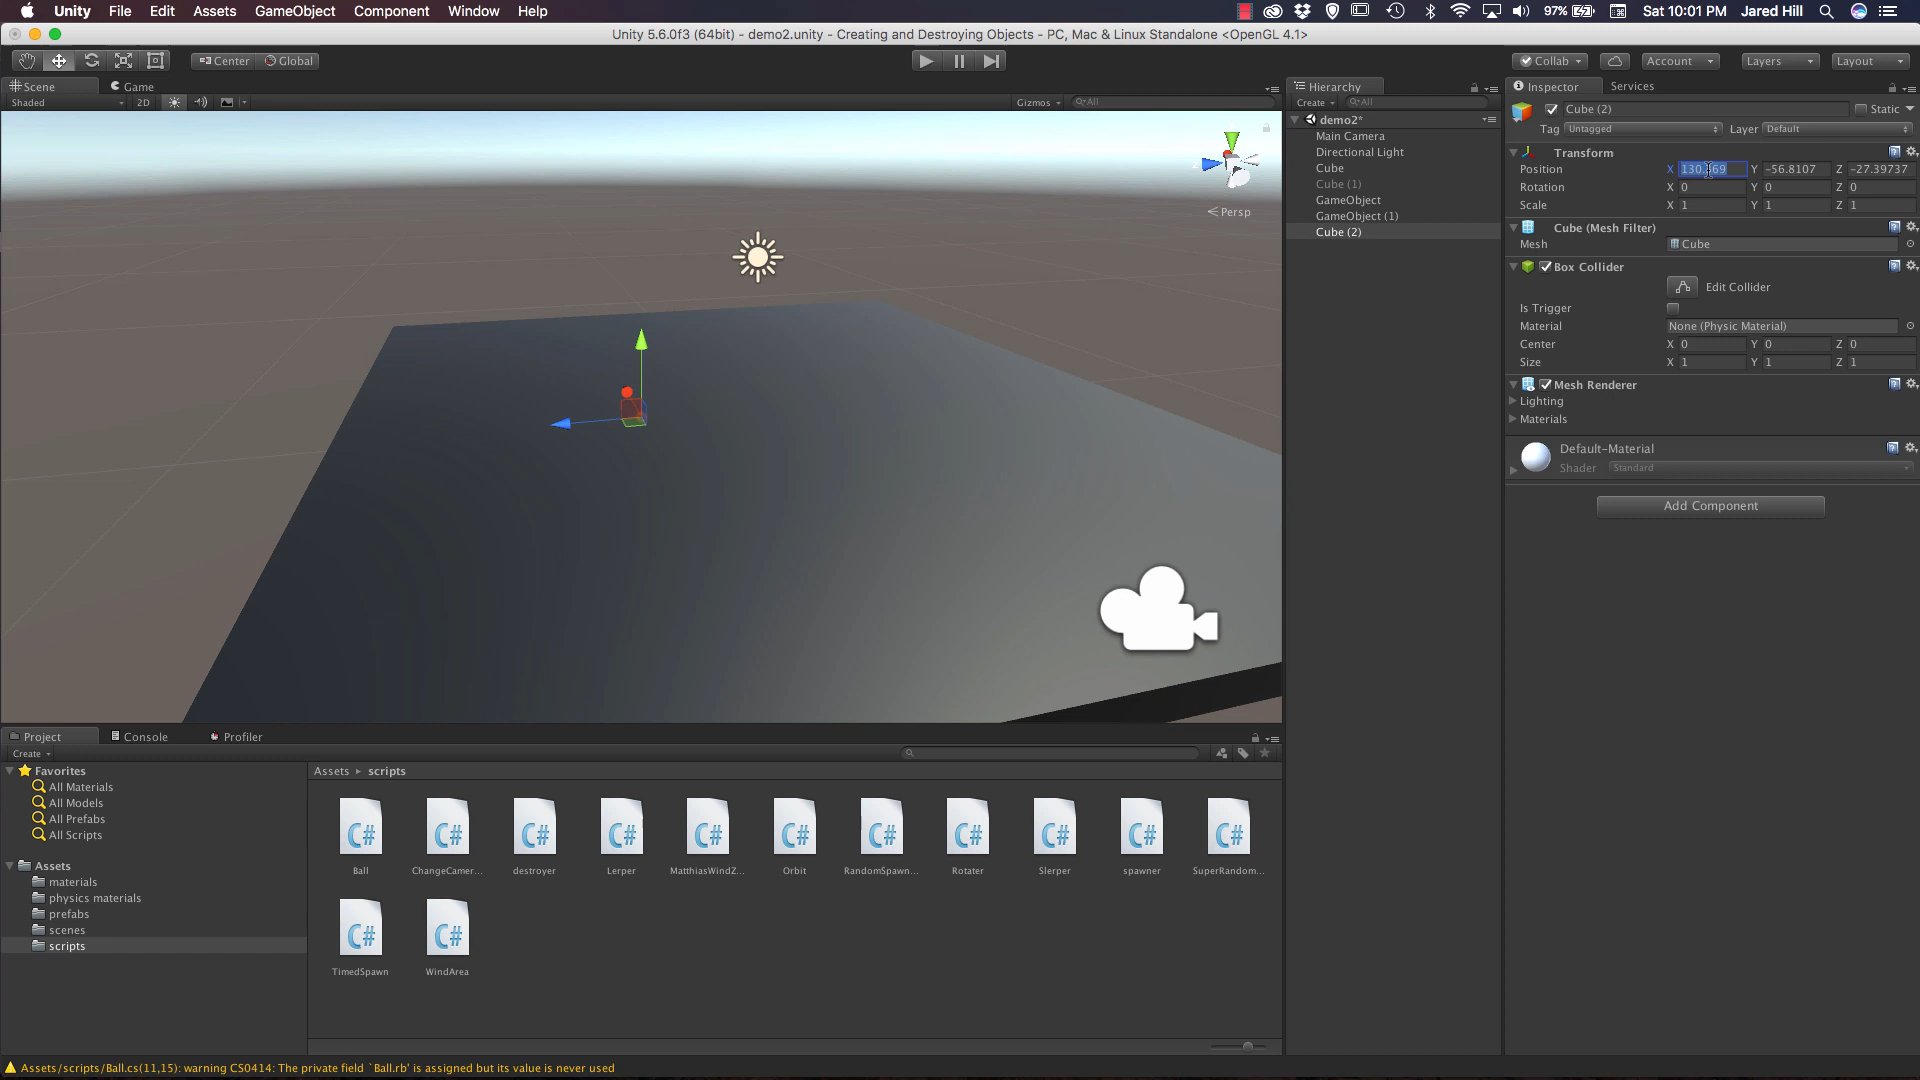 Unity File Edit Assets GameObject Component Window Help 97% Sat 10:01 PM Jared Hill
Unity 5.6.0f3 (64bit) - demo2.unity - Creating and Destroying Objects - PC, Mac & Linux Standalone <OpenGL 4.1>
Center Global Collab Account Layers Layout
Scene Game
Shaded 2D Gizmos All
Persp
Hierarchy
Create All
demo2*
Main Camera
Directional Light
Cube
Cube (1)
GameObject
GameObject (1)
Cube (2)
Inspector Services
Cube (2) Static
Tag Untagged Layer Default
Transform
Position X 130.369 Y -56.8107 Z -27.39737
Rotation X 0 Y 0 Z 0
Scale X 1 Y 1 Z 1
Cube (Mesh Filter)
Mesh Cube
Box Collider
Edit Collider
Is Trigger
Material None (Physic Material)
Center X 0 Y 0 Z 0
Size X 1 Y 1 Z 1
Mesh Renderer
Lighting
Materials
Default-Material
Shader Standard
Add Component
Project Console Profiler
Create
Favorites
All Materials
All Models
All Prefabs
All Scripts
Assets
materials
physics materials
prefabs
scenes
scripts
Assets scripts
C# C# C# C# C# C# C# C# C# C# C#
Ball ChangeCamer... destroyer Lerper MatthiasWindZ... Orbit RandomSpawn... Rotater Slerper spawner SuperRandom...
C# C#
TimedSpawn WindArea
Assets/scripts/Ball.cs(11,15): warning CS0414: The private field `Ball.rb' is assigned but its value is never used